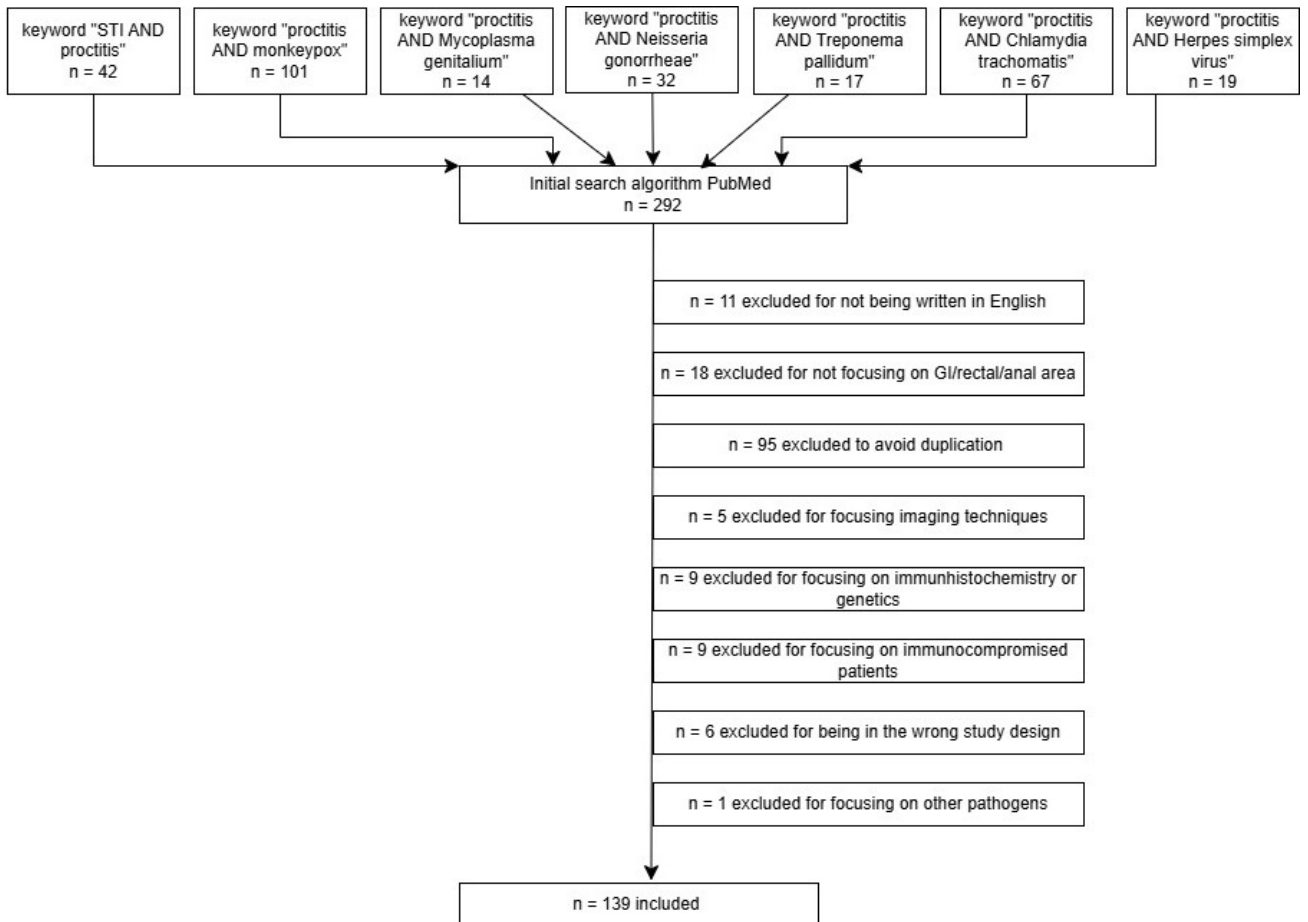 keyword "STI AND
proctitis"
n = 42
keyword "proctitis
AND monkeypox"
n = 101
keyword "proctitis
AND Mycoplasma
genitalium"
n = 14
keyword "proctitis
AND Neisseria
gonorrheae"
n = 32
keyword "proctitis
AND Treponema
pallidum"
n = 17
keyword "proctitis
AND Chlamydia
trachomatis"
n = 67
keyword "proctitis
AND Herpes simplex
virus"
n = 19
Initial search algorithm PubMed
n = 292
n = 11 excluded for not being written in English
n = 18 excluded for not focusing on GI/rectal/anal area
n = 95 excluded to avoid duplication
n = 5 excluded for focusing imaging techniques
n = 9 excluded for focusing on immunhistochemistry or
genetics
n = 9 excluded for focusing on immunocompromised
patients
n = 6 excluded for being in the wrong study design
n = 1 excluded for focusing on other pathogens
n = 139 included